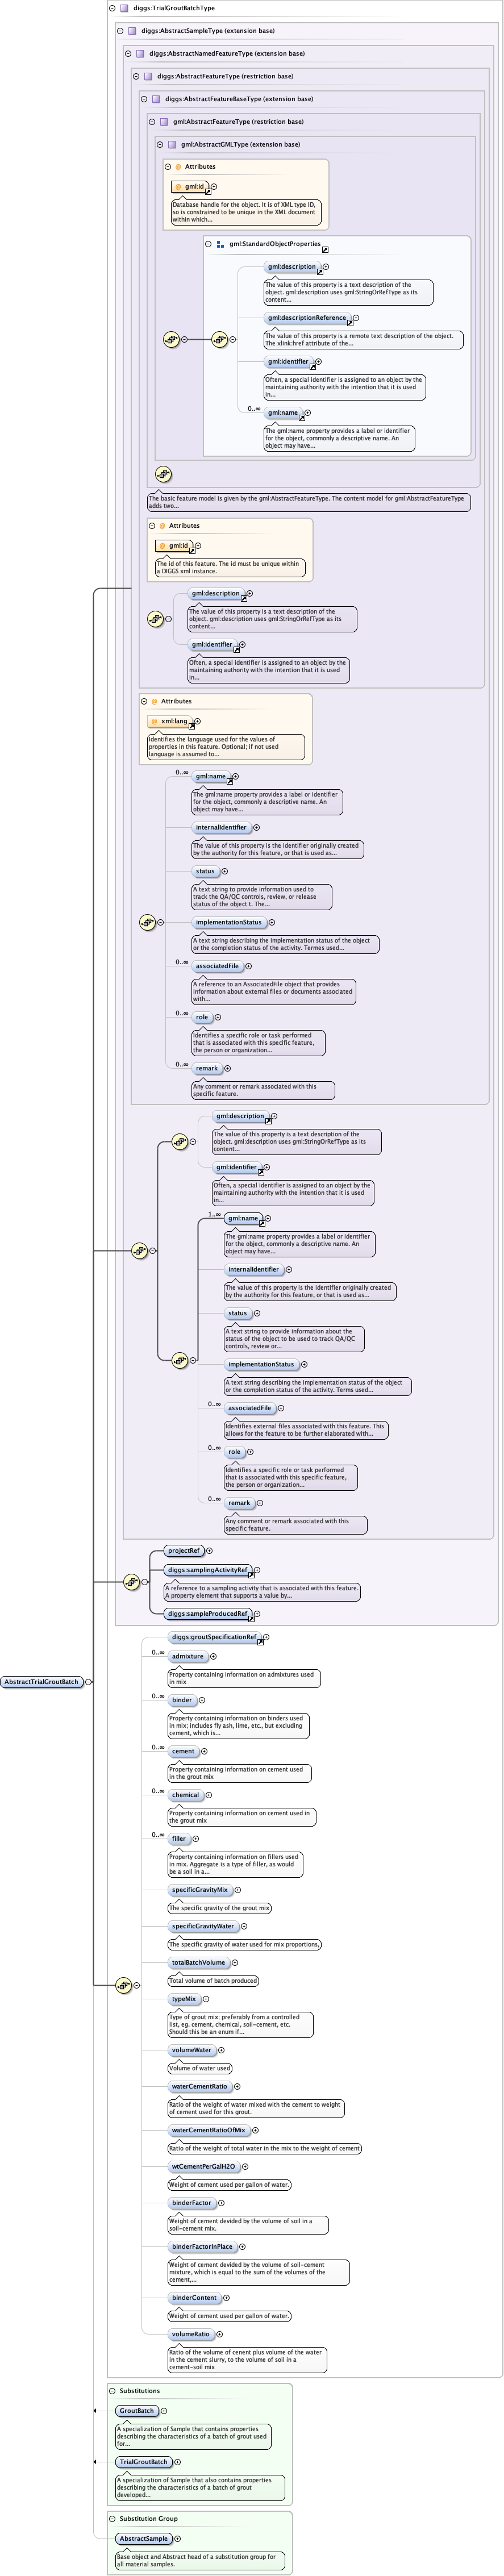 diggs:TrialGroutBatchType
diggs:AbstractSampleType (extension base)
diggs:AbstractNamedFeatureType (extension base)
diggs:AbstractFeatureType (restriction base)
diggs:AbstractFeatureBaseType (extension base)
gml:AbstractFeatureType (restriction base)
gml:AbstractGMLType (extension base)
Attributes
gml:id
Database handle for the object. It is of XML type ID,
so is constrained to be unique in the XML document
within which...
gml:StandardObjectProperties
gml:description
The value of this property is a text description of the
object. gml:description uses gml:StringOrRefType as its
content...
gml:descriptionReference
The value of this property is a remote text description of the object.
The xlink:href attribute of the...
gml:identifier
Often, a special identifier is assigned to an object by the
maintaining authority with the intention that it is used
in...
0..∞
gml:name
The gml:name property provides a label or identifier
for the object, commonly a descriptive name. An
object may have...
The basic feature model is given by the gml:AbstractFeatureType. The content model for gml:AbstractFeatureType
adds two...
Attributes
gml:id
The id of this feature. The id must be unique within
a DIGGS xml instance.
gml:description
The value of this property is a text description of the
object. gml:description uses gml:StringOrRefType as its
content...
gml:identifier
Often, a special identifier is assigned to an object by the
maintaining authority with the intention that it is used
in...
Attributes
xml:lang
Identifies the language used for the values of
properties in this feature. Optional; if not used
language is assumed to...
0..∞
gml:name
The gml:name property provides a label or identifier
for the object, commonly a descriptive name. An
object may have...
internalIdentifier
The value of this property is the identifier originally created
by the authority for this feature, or that is used as...
status
A text string to provide information used to
track the QA/QC controls, review, or release
status of the object t. The...
implementationStatus
A text string describing the implementation status of the object
or the completion status of the activity. Termes used...
0..∞
associatedFile
A reference to an AssociatedFile object that provides
information about external files or documents associated
with...
0..∞
role
Identifies a specific role or task performed
that is associated with this specific feature,
the person or organization...
0..∞
remark
Any comment or remark associated with this
specific feature.
gml:description
The value of this property is a text description of the
object. gml:description uses gml:StringOrRefType as its
content...
gml:identifier
Often, a special identifier is assigned to an object by the
maintaining authority with the intention that it is used
in...
1..∞
gml:name
The gml:name property provides a label or identifier
for the object, commonly a descriptive name. An
object may have...
internalIdentifier
The value of this property is the identifier originally created
by the authority for this feature, or that is used as...
status
A text string to provide information about the
status of the object to be used to track QA/QC
controls, review or...
implementationStatus
A text string describing the implementation status of the object
or the completion status of the activity. Terms used...
0..∞
associatedFile
Identifies external files associated with this feature. This
allows for the feature to be further elaborated with...
0..∞
role
Identifies a specific role or task performed
that is associated with this specific feature,
the person or organization...
0..∞
remark
Any comment or remark associated with this
specific feature.
projectRef
diggs:samplingActivityRef
A reference to a sampling activity that is associated with this feature.
A property element that supports a value by...
diggs:sampleProducedRef
AbstractTrialGroutBatch
diggs:groutSpecificationRef
0..∞
admixture
Property containing information on admixtures used
in mix
0..∞
binder
Property containing information on binders used
in mix; includes fly ash, lime, etc., but excluding
cement, which is...
0..∞
cement
Property containing information on cement used
in the grout mix
0..∞
chemical
Property containing information on cement used in
the grout mix
0..∞
filler
Property containing information on fillers used
in mix. Aggregate is a type of filler, as would
be a soil in a...
specificGravityMix
The specific gravity of the grout mix
specificGravityWater
The specific gravity of water used for mix proportions,
totalBatchVolume
Total volume of batch produced
typeMix
Type of grout mix; preferably from a controlled
list, eg. cement, chemical, soil-cement, etc.
Should this be an enum if...
volumeWater
Volume of water used
waterCementRatio
Ratio of the weight of water mixed with the cement to weight
of cement used for this grout.
waterCementRatioOfMix
Ratio of the weight of total water in the mix to the weight of cement
wtCementPerGalH2O
Weight of cement used per gallon of water.
binderFactor
Weight of cement devided by the volume of soil in a
soil-cement mix.
binderFactorInPlace
Weight of cement devided by the volume of soil-cement
mixture, which is equal to the sum of the volumes of the
cement,...
binderContent
Weight of cement used per gallon of water.
volumeRatio
Ratio of the volume of cenent plus volume of the water
in the cement slurry, to the volume of soil in a
cement-soil mix
Substitutions
GroutBatch
A specialization of Sample that contains properties
describing the characteristics of a batch of grout used
for...
TrialGroutBatch
A specialization of Sample that also contains properties
describing the characteristics of a batch of grout
developed...
Substitution Group
AbstractSample
Base object and Abstract head of a substitution group for
all material samples.